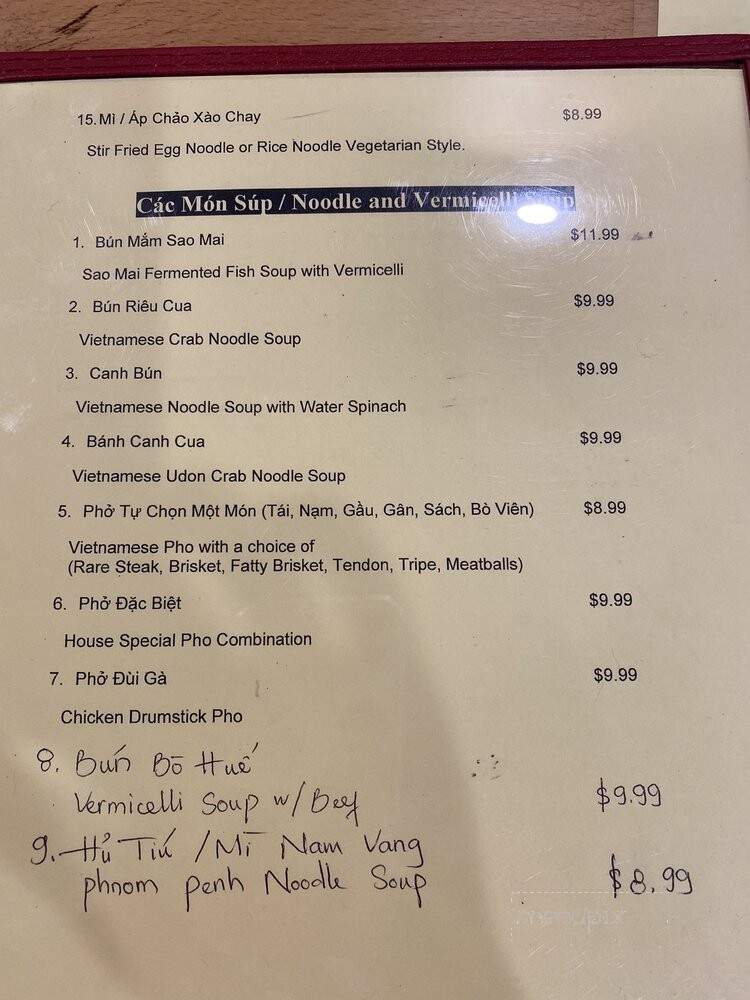 15. Mì / Áp Chảo Xào Chay $8.99
Stir Fried Egg Noodle or Rice Noodle Vegetarian Style.
Các Món Súp / Noodle and Vermicelli Soup
1. Bún Mắm Sao Mai $11.99
Sao Mai Fermented Fish Soup with Vermicelli
2. Bún Riêu Cua $9.99
Vietnamese Crab Noodle Soup
3. Canh Bún $9.99
Vietnamese Noodle Soup with Water Spinach
4. Bánh Canh Cua $9.99
Vietnamese Udon Crab Noodle Soup
5. Phở Tự Chọn Một Món (Tái, Nạm, Gầu, Gân, Sách, Bò Viên) $8.99
Vietnamese Pho with a choice of
(Rare Steak, Brisket, Fatty Brisket, Tendon, Tripe, Meatballs)
6. Phở Đặc Biệt $9.99
House Special Pho Combination
7. Phở Đùi Gà $9.99
Chicken Drumstick Pho
8. Bún Bò Huế
Vermicelli Soup w/ Beef $9.99
9. Hủ Tiú / Mì Nam Vang
phnom penh Noodle Soup $8.99
menupix